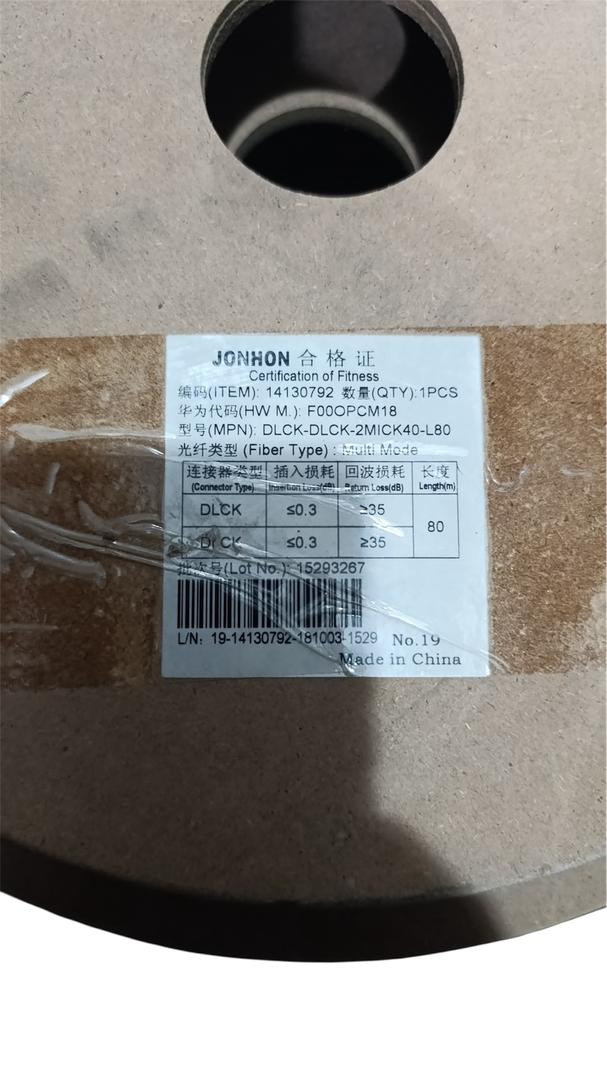 JONHON 合格证
Certification of Fitness
编码(ITEM): 14130792 数量(QTY):1PCS
华为代码(HW M.): F00OPCM18
型号(MPN): DLCK-DLCK-2MICK40-L80
光纤类型 (Fiber Type) : Multi Mode
连接器类型 插入损耗 回波损耗 长度
(Connector Type) Insertion Loss(dB) Return Loss(dB) Length(m)
DLCK ≤0.3 ≥35 80
DLCK ≤0.3 ≥35
批次号(Lot No.): 15293267
L/N: 19-14130792-181003-1529 No.19
Made in China